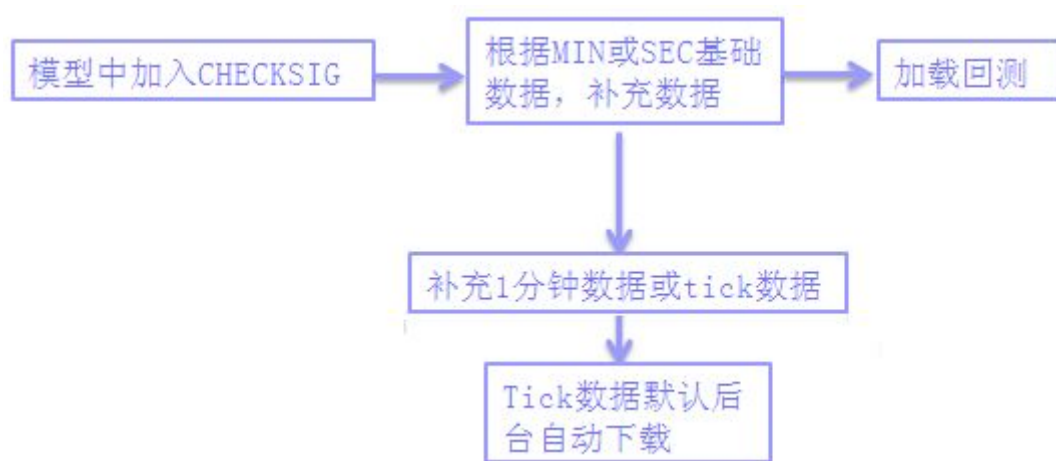 模型中加入CHECKSIG
根据MIN或SEC基础
数据，补充数据
加载回测
补充1分钟数据或tick数据
Tick数据默认后
台自动下载